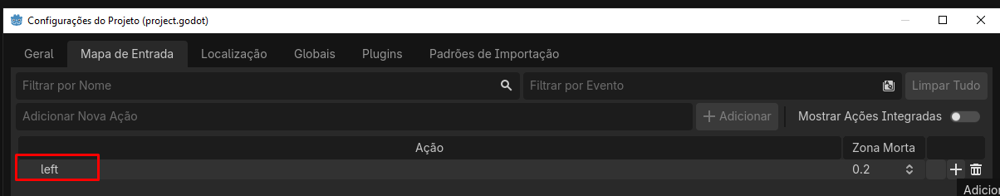 Configurações do Projeto (project.godot)
Geral Mapa de Entrada Localização Globais Plugins Padrões de Importação
Filtrar por Nome Filtrar por Evento Limpar Tudo
Adicionar Nova Ação + Adicionar Mostrar Ações Integradas
Ação Zona Morta
left 0.2
Adicio